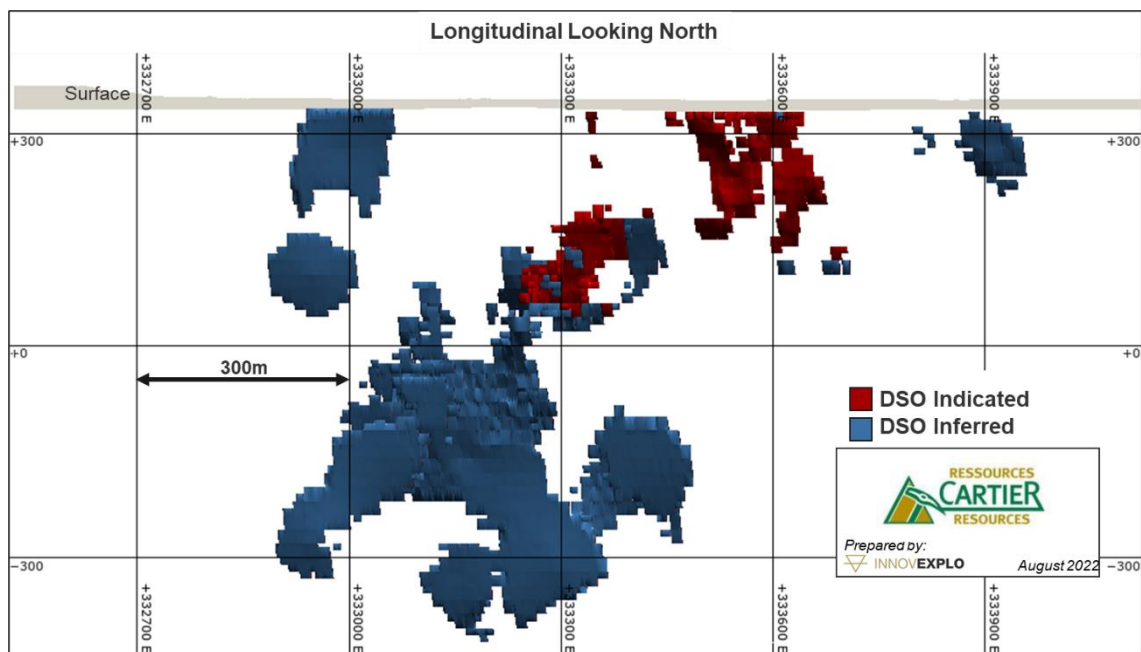 Longitudinal Looking North
+332700 E
+333000 E
+333300 E
+333600 E
+333900 E
Surface
+300
+300
+0
+0
300m
DSO Indicated
DSO Inferred
RESSOURCES
CARTIER
RESOURCES
Prepared by:
INNOVEXPLO
August 2022
-300
-300
+332700 E
+333000 E
+333300 E
+333600 E
+333900 E